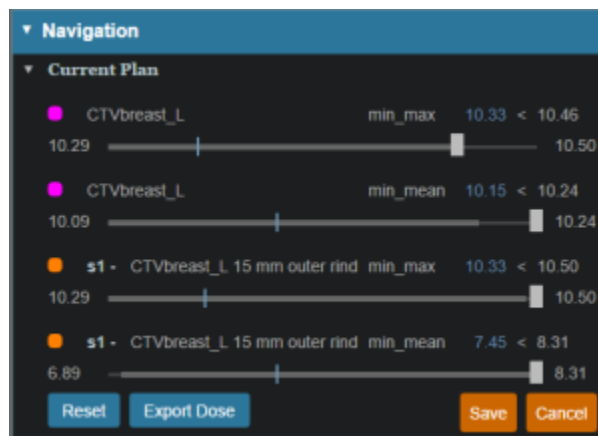 Navigation
Current Plan
CTVbreast_L min_max 10.33 < 10.46
10.29 10.50
CTVbreast_L min_mean 10.15 < 10.24
10.09 10.24
s1 - CTVbreast_L 15 mm outer rind min_max 10.33 < 10.50
10.29 10.50
s1 - CTVbreast_L 15 mm outer rind min_mean 7.45 < 8.31
6.89 8.31
Reset Export Dose Save Cancel